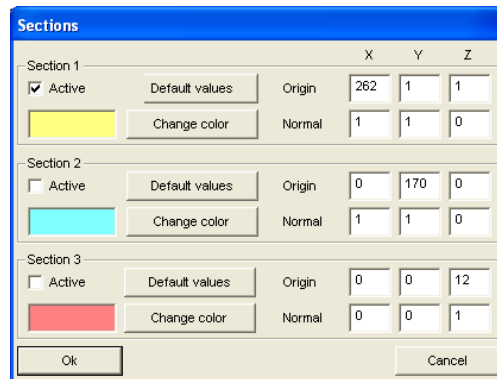 Sections
X Y Z
Section 1
Active Default values Origin 262 1 1
Change color Normal 1 1 0
Section 2
Active Default values Origin 0 170 0
Change color Normal 1 1 0
Section 3
Active Default values Origin 0 0 12
Change color Normal 0 0 1
Ok Cancel